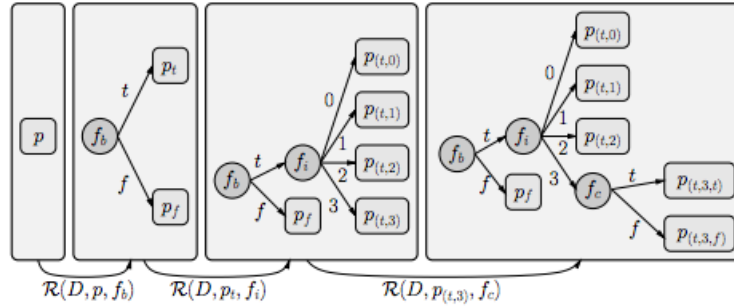 p
f_b
t
f
p_t
p_f
f_b
t
f
f_i
p_f
0
1
2
3
p_{(t,0)}
p_{(t,1)}
p_{(t,2)}
p_{(t,3)}
f_b
t
f
f_i
p_f
0
1
2
3
p_{(t,0)}
p_{(t,1)}
p_{(t,2)}
f_c
t
f
p_{(t,3,t)}
p_{(t,3,f)}
ℛ(D, p, f_b)
ℛ(D, p_t, f_i)
ℛ(D, p_{(t,3)}, f_c)